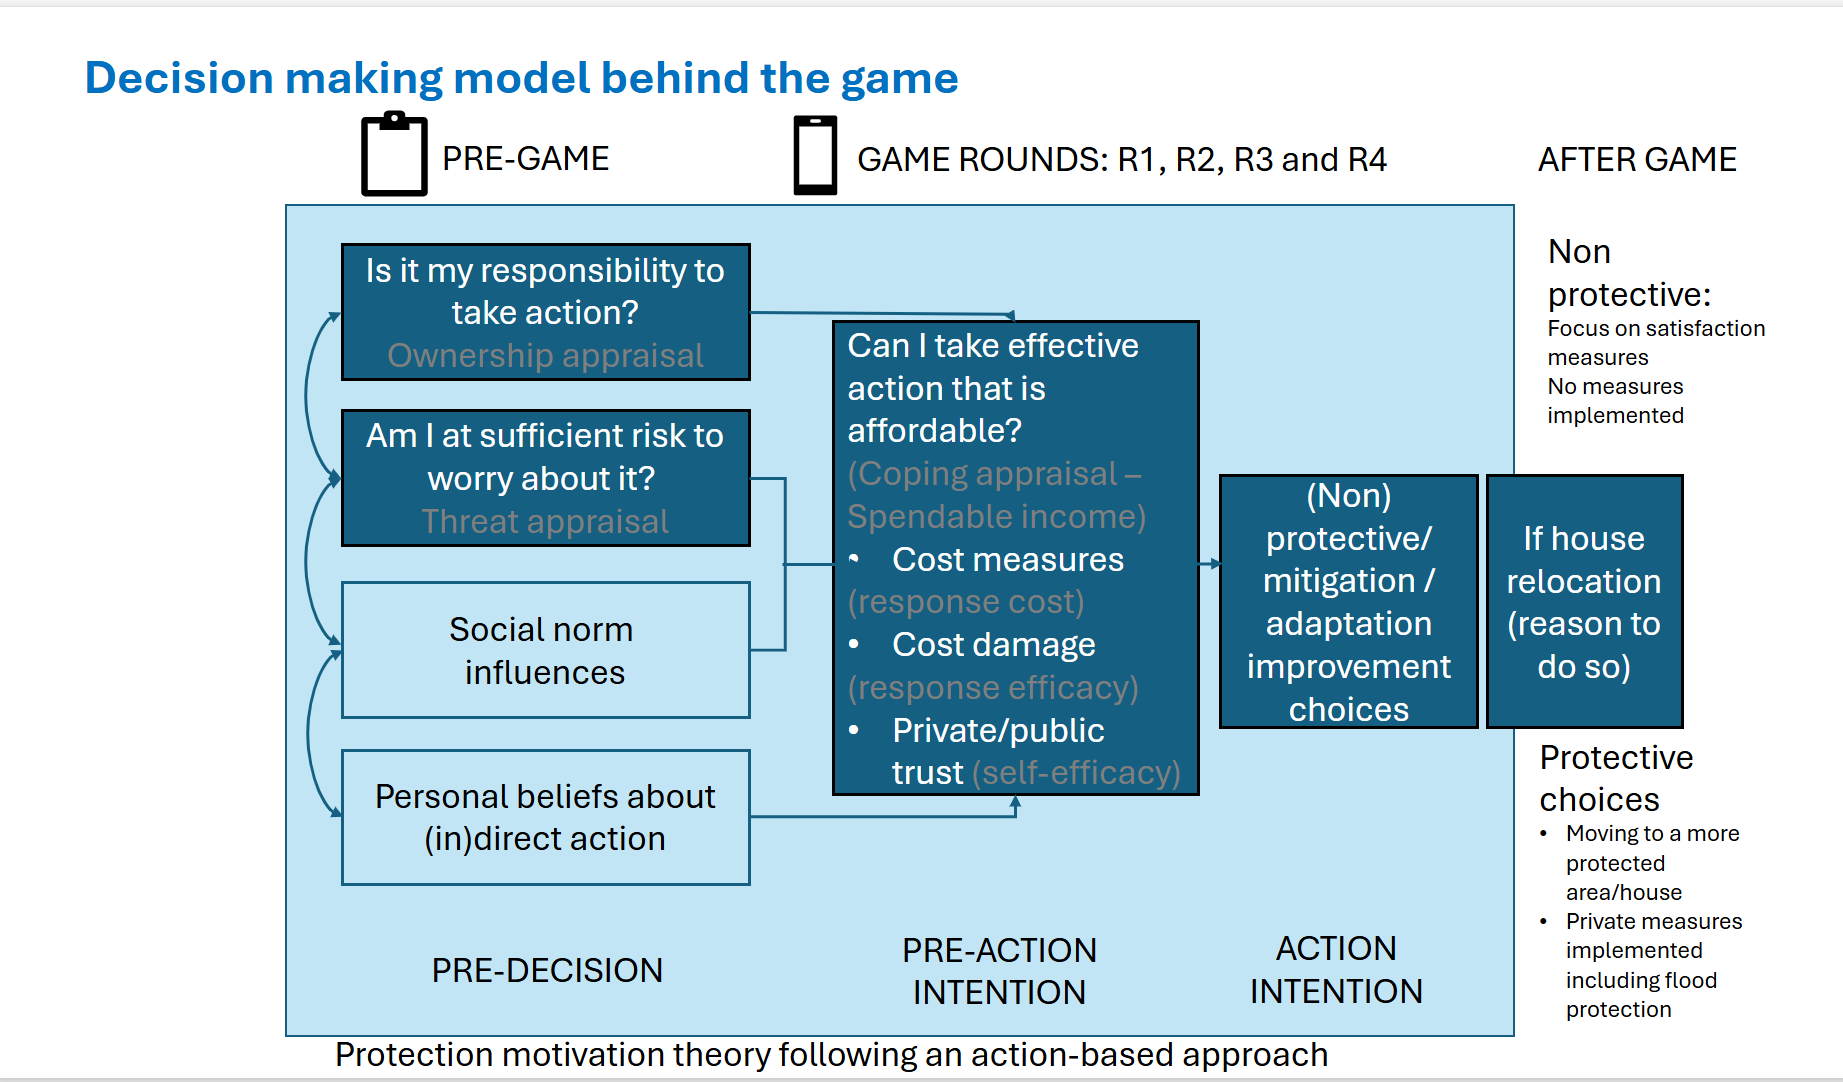 Decision making model behind the game
PRE-GAME
GAME ROUNDS: R1, R2, R3 and R4
AFTER GAME
Is it my responsibility to
take action?
Ownership appraisal
Am I at sufficient risk to
worry about it?
Threat appraisal
Social norm
influences
Personal beliefs about
(in)direct action
Can I take effective
action that is
affordable?
(Coping appraisal –
Spendable income)
• Cost measures
(response cost)
• Cost damage
(response efficacy)
• Private/public
trust (self-efficacy)
(Non)
protective/
mitigation /
adaptation
improvement
choices
If house
relocation
(reason to
do so)
Non
protective:
Focus on satisfaction
measures
No measures
implemented
Protective
choices
• Moving to a more
protected
area/house
• Private measures
implemented
including flood
protection
PRE-DECISION
PRE-ACTION
INTENTION
ACTION
INTENTION
Protection motivation theory following an action-based approach